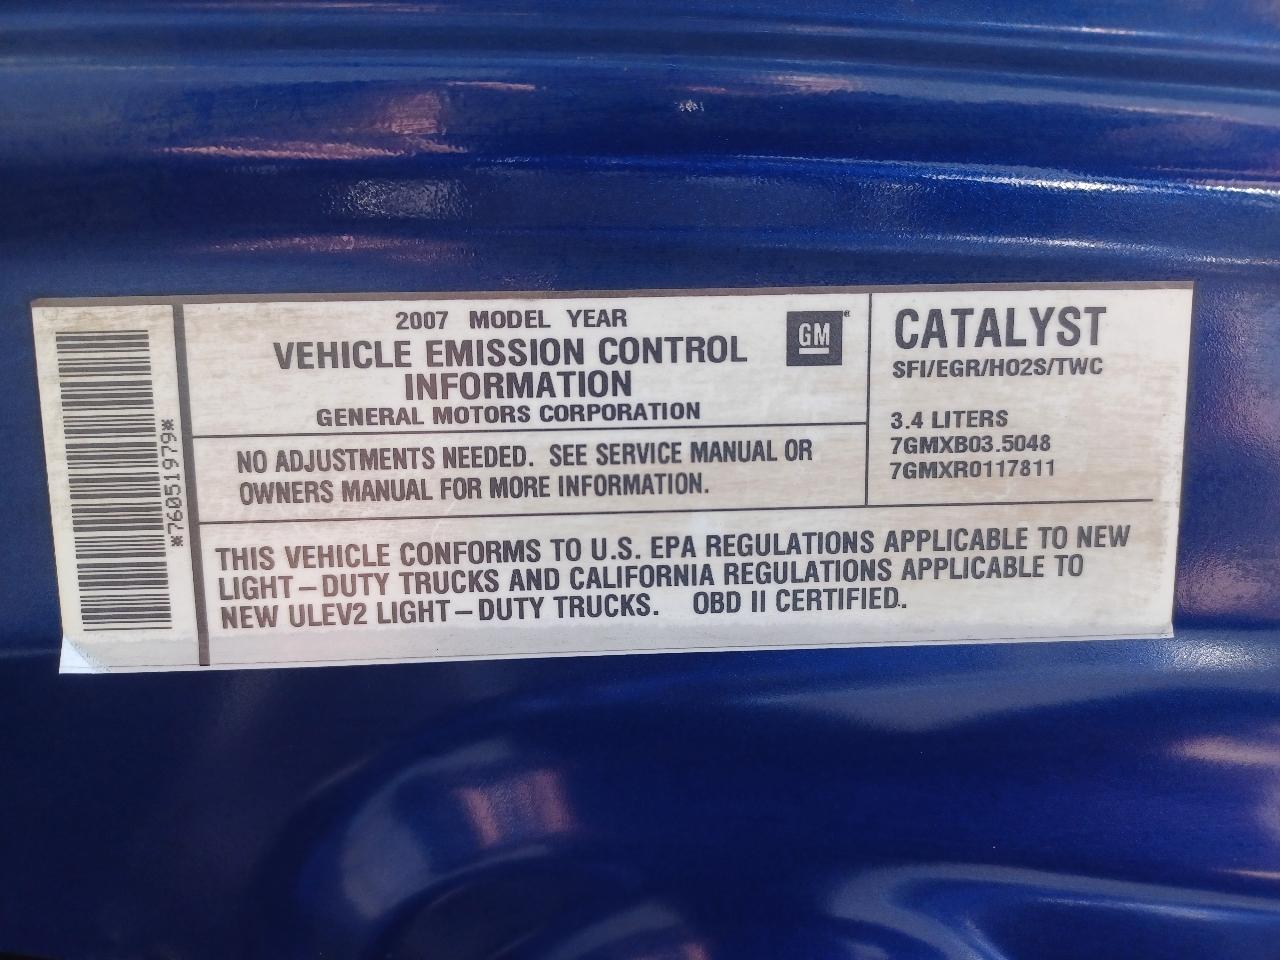 *76051979*
2007 MODEL YEAR
VEHICLE EMISSION CONTROL
INFORMATION
GENERAL MOTORS CORPORATION
GM
NO ADJUSTMENTS NEEDED. SEE SERVICE MANUAL OR
OWNERS MANUAL FOR MORE INFORMATION.
CATALYST
SFI/EGR/HO2S/TWC
3.4 LITERS
7GMXB03.5048
7GMXR0117811
THIS VEHICLE CONFORMS TO U.S. EPA REGULATIONS APPLICABLE TO NEW
LIGHT-DUTY TRUCKS AND CALIFORNIA REGULATIONS APPLICABLE TO
NEW ULEV2 LIGHT-DUTY TRUCKS. OBD II CERTIFIED.